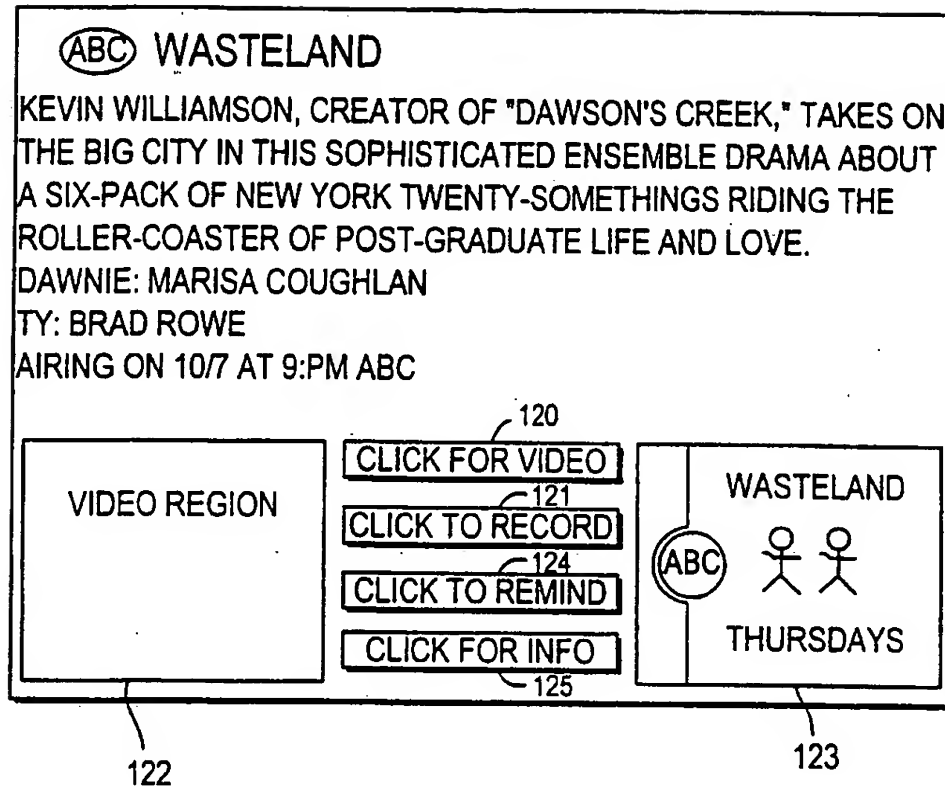 ABC WASTELAND
KEVIN WILLIAMSON, CREATOR OF "DAWSON'S CREEK," TAKES ON
THE BIG CITY IN THIS SOPHISTICATED ENSEMBLE DRAMA ABOUT
A SIX-PACK OF NEW YORK TWENTY-SOMETHINGS RIDING THE
ROLLER-COASTER OF POST-GRADUATE LIFE AND LOVE.
DAWNIE: MARISA COUGHLAN
TY: BRAD ROWE
AIRING ON 10/7 AT 9:PM ABC
VIDEO REGION
122
120
CLICK FOR VIDEO
121
CLICK TO RECORD
124
CLICK TO REMIND
CLICK FOR INFO
125
WASTELAND
ABC
THURSDAYS
123